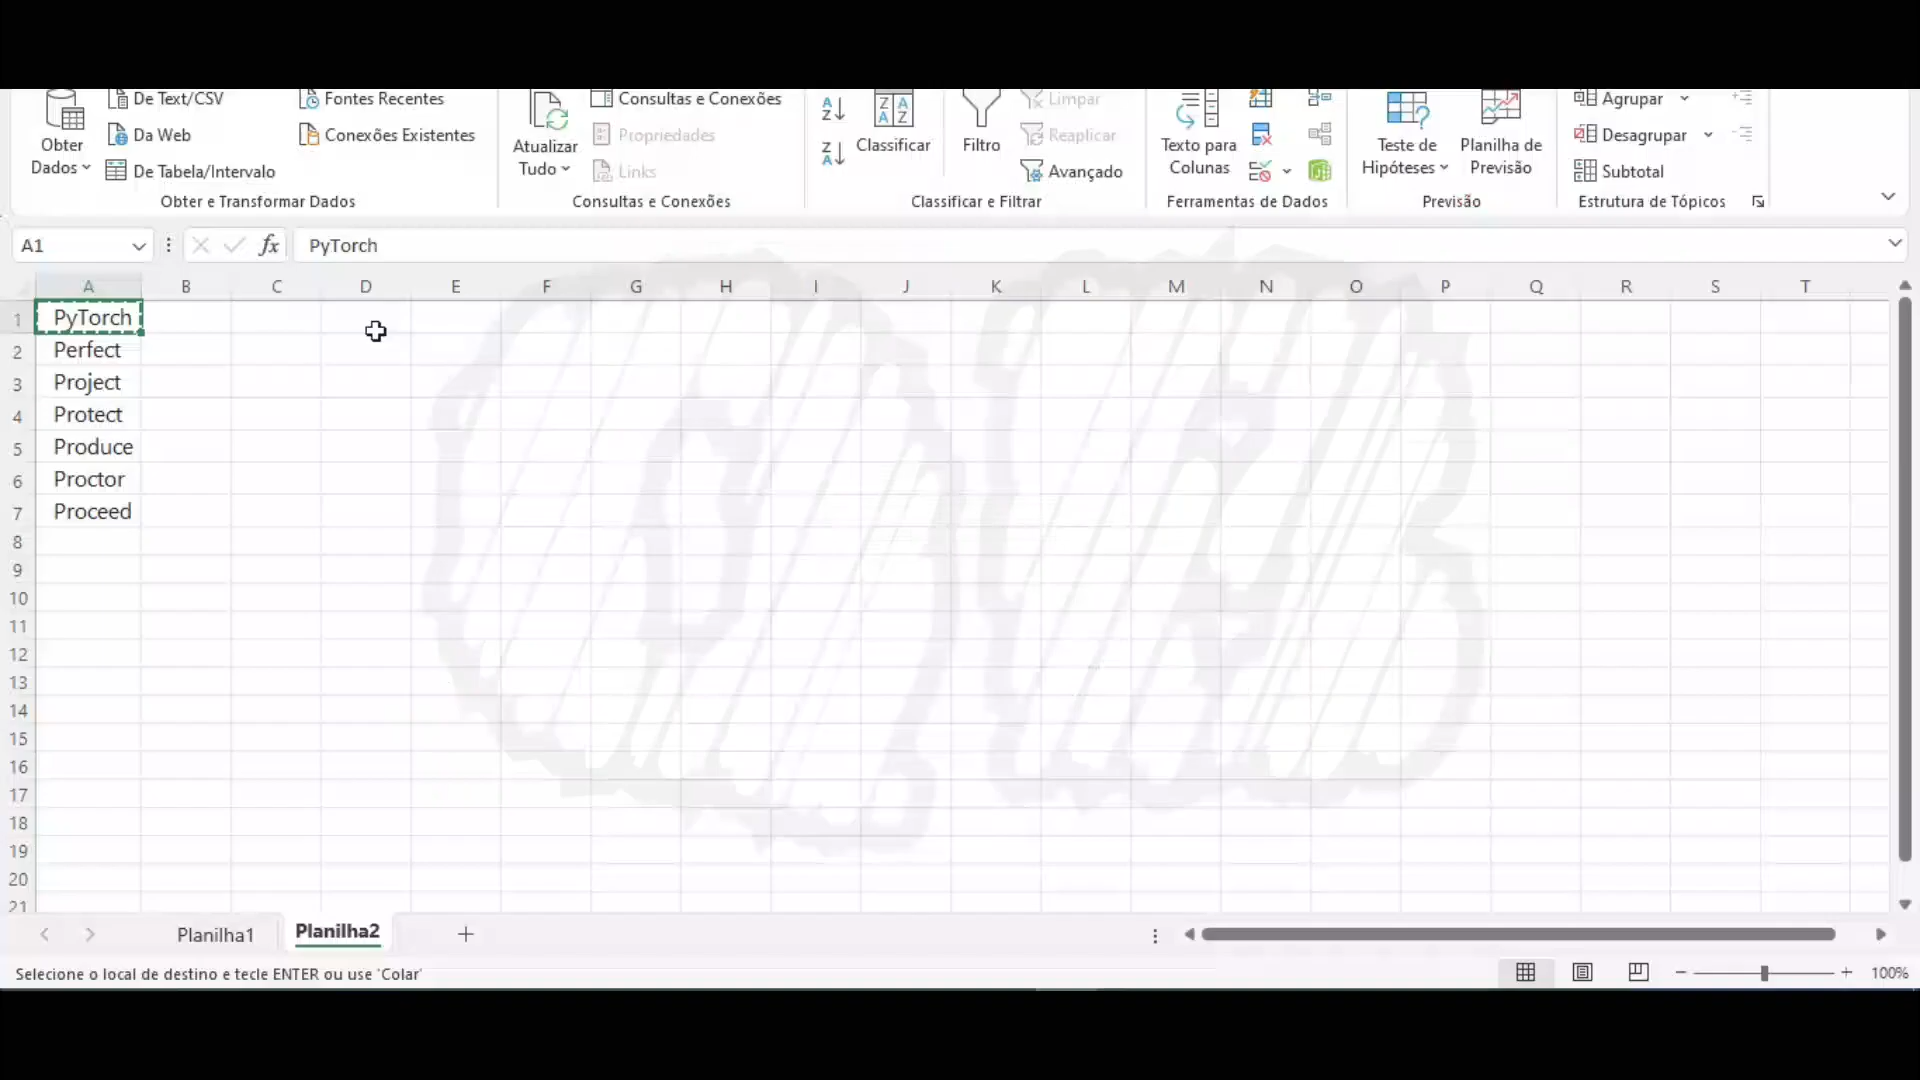 De Text/CSV
Fontes Recentes
Consultas e Conexões
Limpar
Agrupar
Da Web
Conexões Existentes
Propriedades
Reaplicar
Desagrupar
Obter Dados
De Tabela/Intervalo
Atualizar Tudo
Links
Classificar
Filtro
Avançado
Texto para Colunas
Teste de Hipóteses
Planilha de Previsão
Subtotal
Obter e Transformar Dados
Consultas e Conexões
Classificar e Filtrar
Ferramentas de Dados
Previsão
Estrutura de Tópicos
A1 fx PyTorch
A B C D E F G H I J K L M N O P Q R S T
1 PyTorch
2 Perfect
3 Project
4 Protect
5 Produce
6 Proctor
7 Proceed
8
9
10
11
12
13
14
15
16
17
18
19
20
21
Planilha1 Planilha2
Selecione o local de destino e tecle ENTER ou use 'Colar' 100%